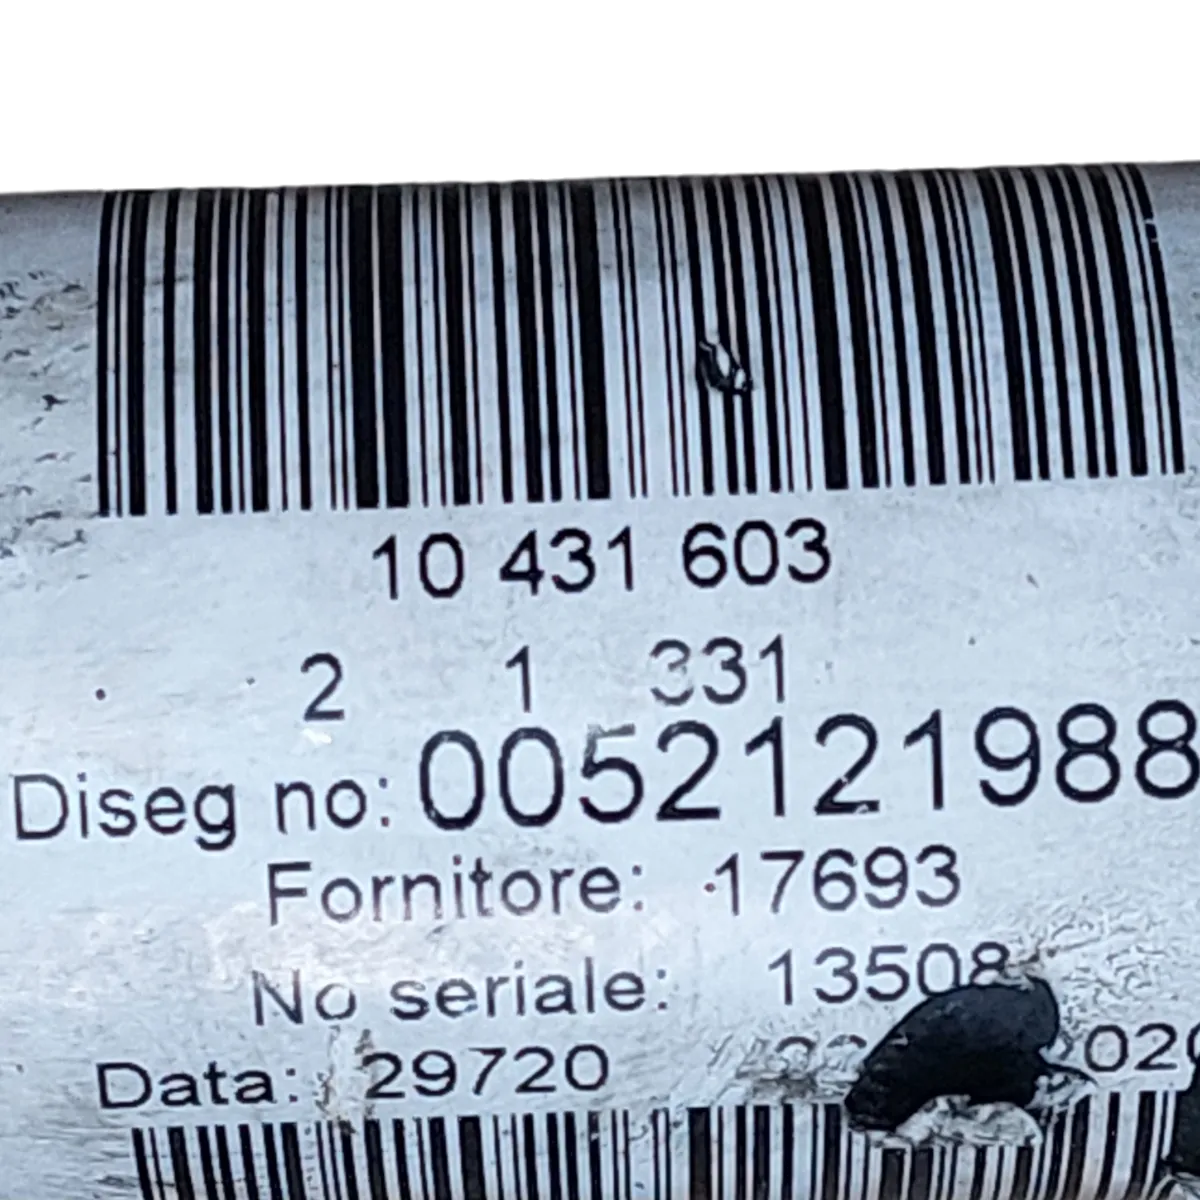 10 431 603
2 1 331
Diseg no: 0052121988
Fornitore: 17693
No seriale: 13508
Data: 29720